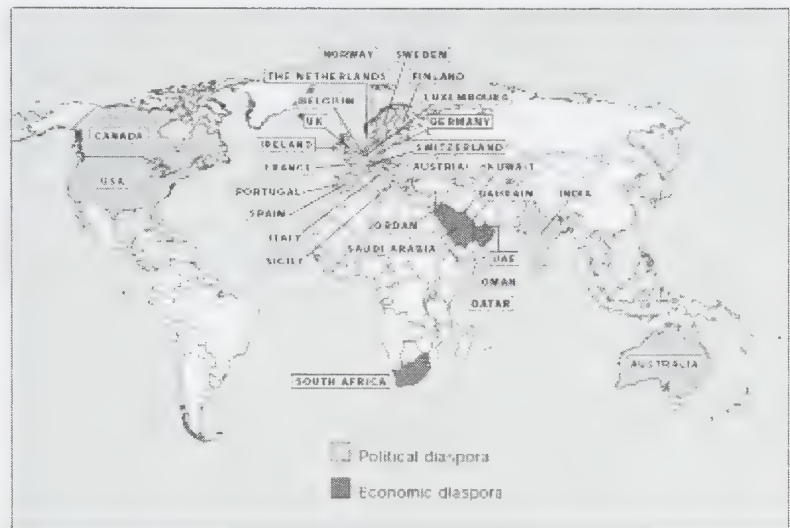 NORWAY SWEDEN
THE NETHERLANDS FINLAND
BELGIUM LUXEMBOURG
UK GERMANY
CANADA IRELAND SWITZERLAND
USA FRANCE AUSTRIA KUWAIT
PORTUGAL BAHRAIN INDIA
SPAIN JORDAN
ITALY SAUDI ARABIA
SICILY UAE
OMAN
QATAR
AUSTRALIA
SOUTH AFRICA
Political diaspora
Economic diaspora